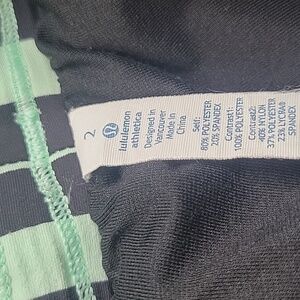 2
lululemon
athletica
Designed in
Vancouver
Made in
China
Self:
80% POLYESTER
20% SPANDEX
Contrast1:
100% POLYESTER
Contrast2:
40% NYLON
37% POLYESTER
23% LYCRA®
SPANDEX